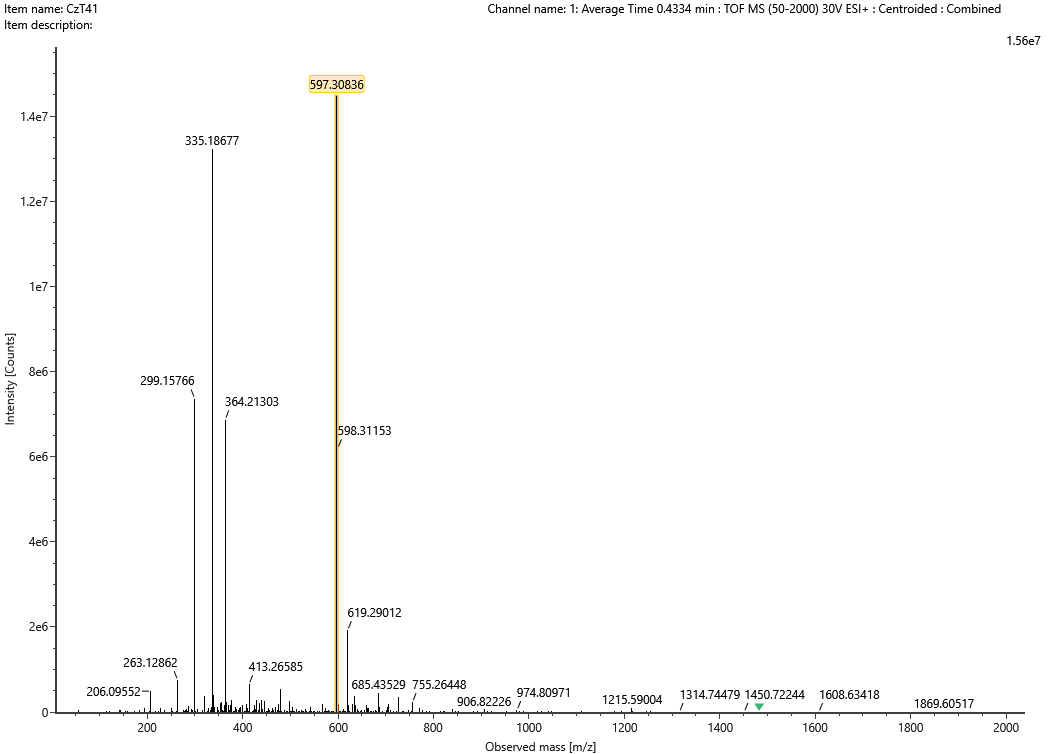 Item name: CzT41
Channel name: 1: Average Time 0.4334 min : TOF MS (50-2000) 30V ESI+ : Centroided : Combined
Item description:
1.56e7
597.30836
1.4e7
335.18677
1.2e7
1e7
8e6
299.15766
364.21303
598.31153
6e6
4e6
2e6
619.29012
263.12862
413.26585
206.09552
685.43529
755.26448
906.82226
974.80971
1215.59004
1314.74479
1450.72244
1608.63418
1869.60517
0
200
400
600
800
1000
1200
1400
1600
1800
2000
Intensity [Counts]
Observed mass [m/z]